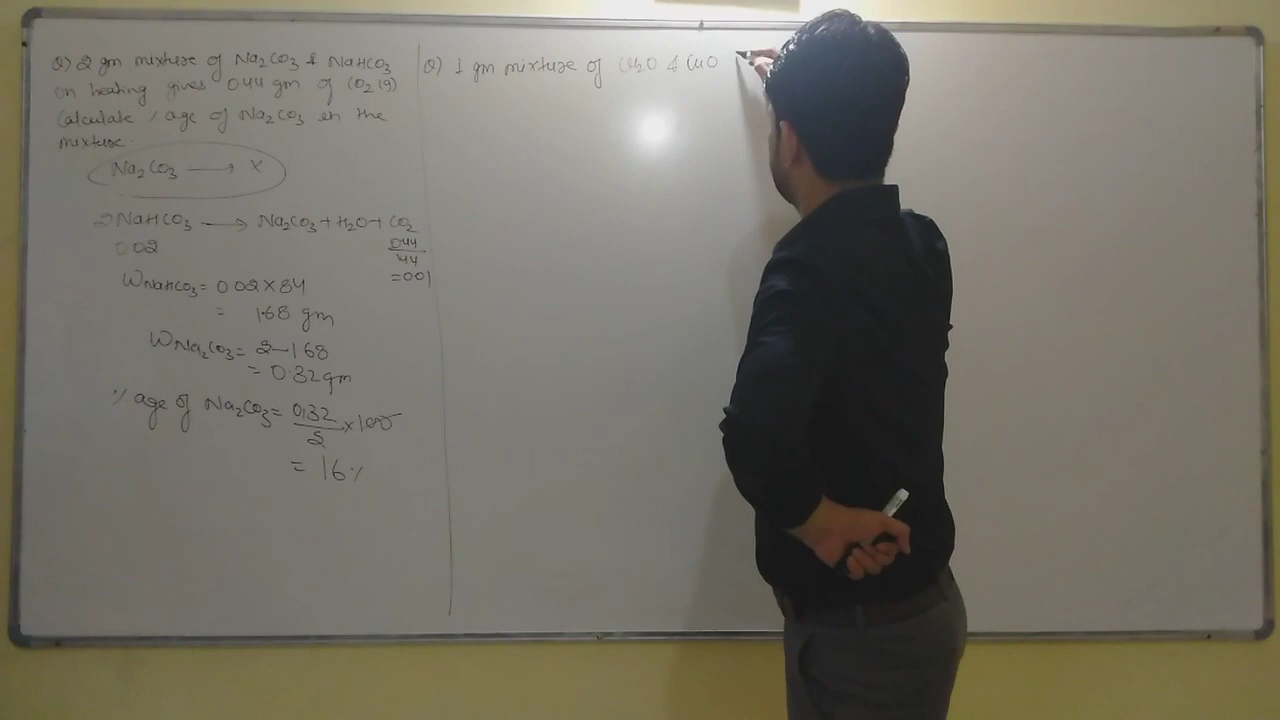 Q) 2 gm mixture of Na2CO3 & NaHCO3
on heating gives 0.44 gm of CO2 (g)
Calculate % age of Na2CO3 in the
mixture.
Na2CO3 → X
2NaHCO3 → Na2CO3 + H2O + CO2
0.02 0.44
44
= 0.01
WNaHCO3 = 0.02 × 84
= 1.68 gm
WNa2CO3 = 2 - 1.68
= 0.32 gm
% age of Na2CO3 = 0.32 × 100
2
= 16 %
Q) 1 gm mixture of Cu2O & CuO